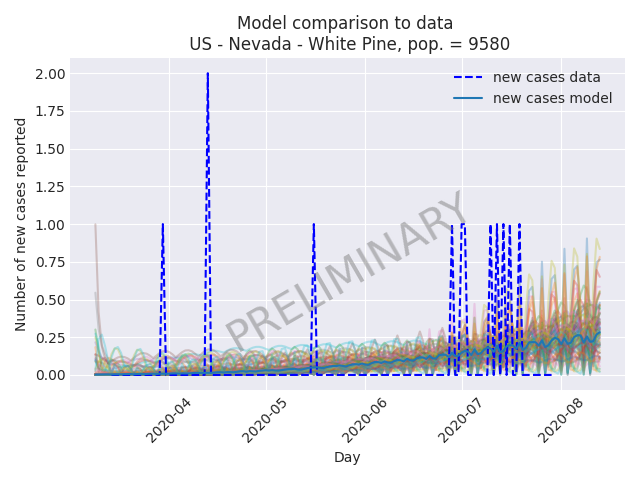 Model comparison to data
US - Nevada - White Pine, pop. = 9580
new cases data
new cases model
PRELIMINARY
Number of new cases reported
2.00
1.75
1.50
1.25
1.00
0.75
0.50
0.25
0.00
2020-04
2020-05
2020-06
2020-07
2020-08
Day